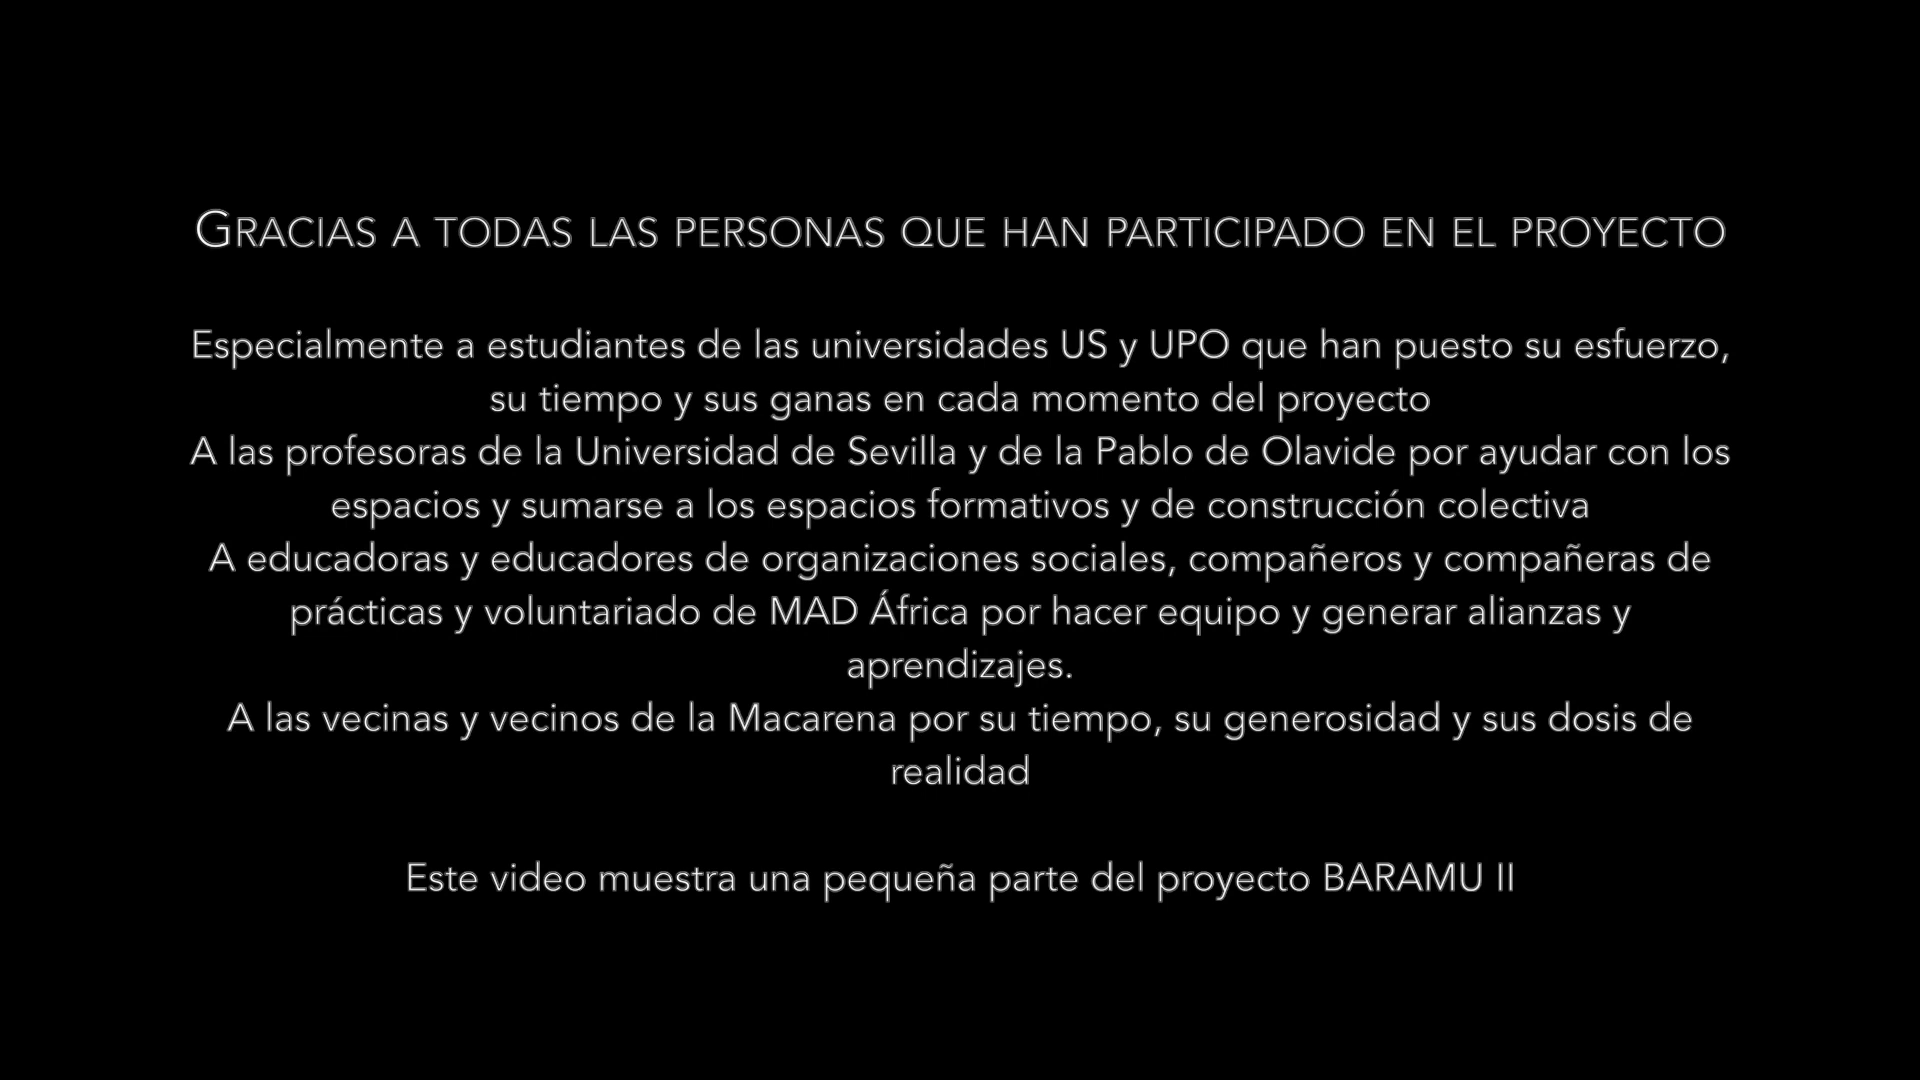 GRACIAS A TODAS LAS PERSONAS QUE HAN PARTICIPADO EN EL PROYECTO
Especialmente a estudiantes de las universidades US y UPO que han puesto su esfuerzo,
su tiempo y sus ganas en cada momento del proyecto
A las profesoras de la Universidad de Sevilla y de la Pablo de Olavide por ayudar con los
espacios y sumarse a los espacios formativos y de construcción colectiva
A educadoras y educadores de organizaciones sociales, compañeros y compañeras de
prácticas y voluntariado de MAD África por hacer equipo y generar alianzas y
aprendizajes.
A las vecinas y vecinos de la Macarena por su tiempo, su generosidad y sus dosis de
realidad
Este video muestra una pequeña parte del proyecto BARAMU II